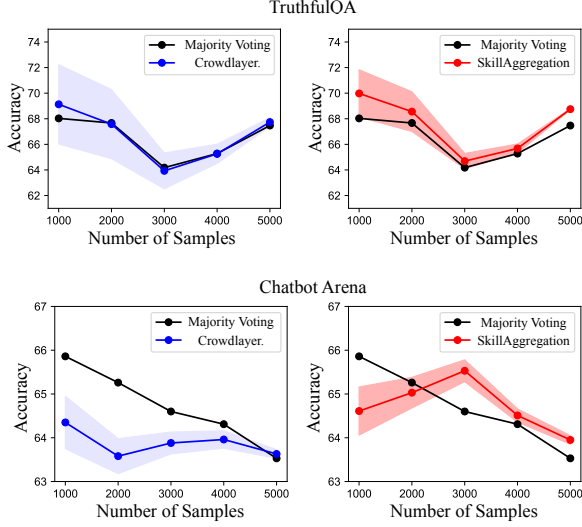 TruthfulQA
74
72
70
68
66
64
62
Accuracy
Majority Voting
Crowdlayer.
1000 2000 3000 4000 5000
Number of Samples
74
72
70
68
66
64
62
Accuracy
Majority Voting
SkillAggregation
1000 2000 3000 4000 5000
Number of Samples
Chatbot Arena
67
66
65
64
63
Accuracy
Majority Voting
Crowdlayer.
1000 2000 3000 4000 5000
Number of Samples
67
66
65
64
63
Accuracy
Majority Voting
SkillAggregation
1000 2000 3000 4000 5000
Number of Samples